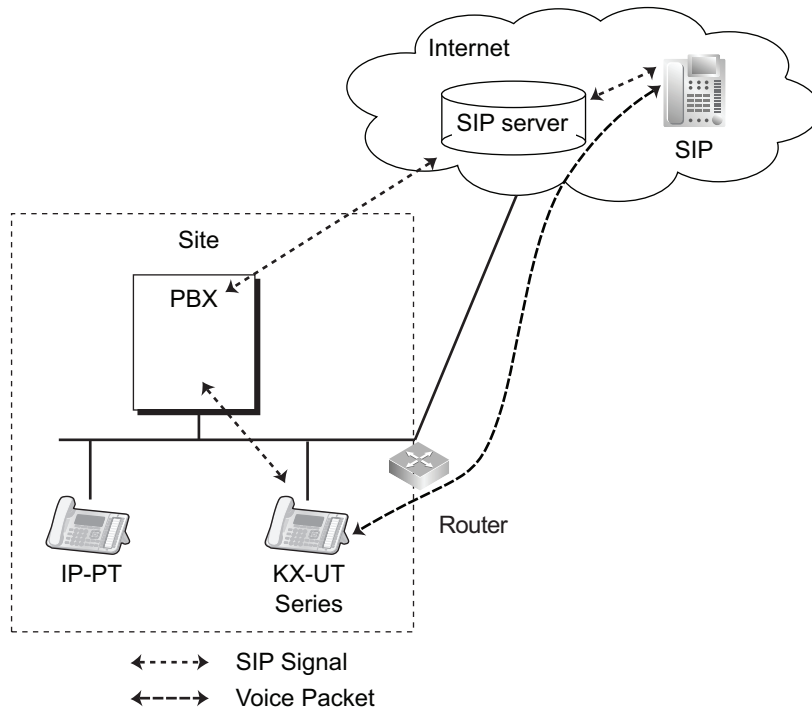 Internet
SIP server
SIP
Site
PBX
Router
IP-PT
KX-UT
Series
SIP Signal
Voice Packet